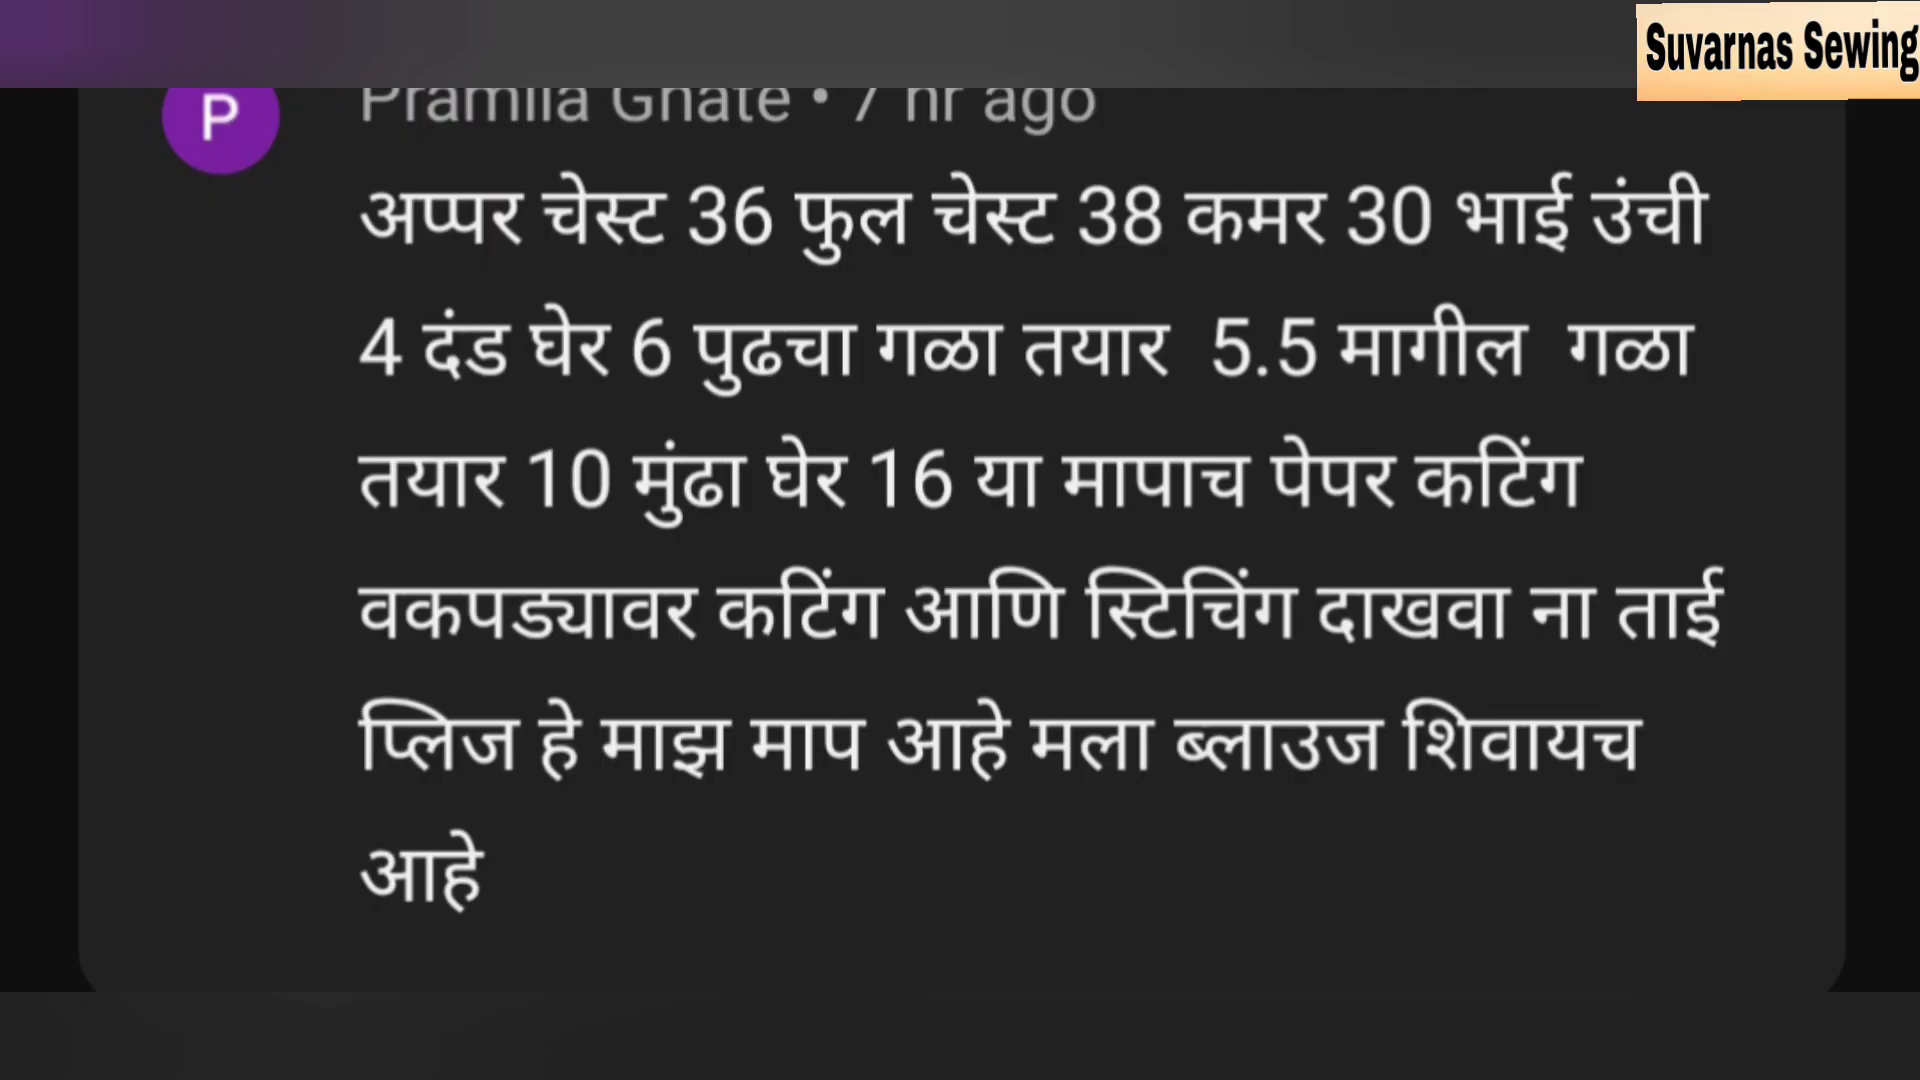 Suvarnas Sewing
Pramila Ghate • 7 hr ago
P
अप्पर चेस्ट 36 फुल चेस्ट 38 कमर 30 भाई उंची
4 दंड घेर 6 पुढचा गळा तयार 5.5 मागील गळा
तयार 10 मुंढा घेर 16 या मापाच पेपर कटिंग
वकपड्यावर कटिंग आणि स्टिचिंग दाखवा ना ताई
प्लिज हे माझ माप आहे मला ब्लाउज शिवायच
आहे